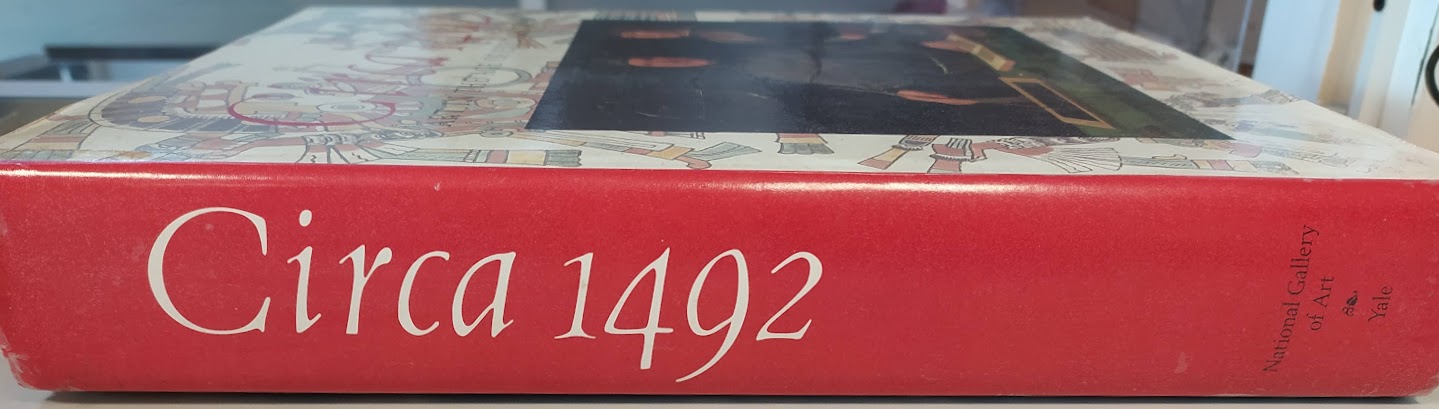 Circa 1492
National Gallery
of Art
Yale